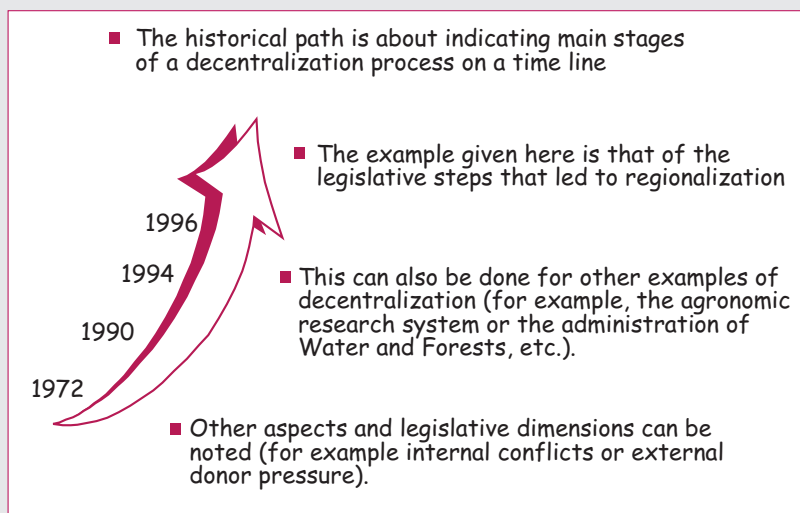 The historical path is about indicating main stages
of a decentralization process on a time line
The example given here is that of the
legislative steps that led to regionalization
1996
1994
This can also be done for other examples of
decentralization (for example, the agronomic
research system or the administration of
Water and Forests, etc.).
1990
1972
Other aspects and legislative dimensions can be
noted (for example internal conflicts or external
donor pressure).